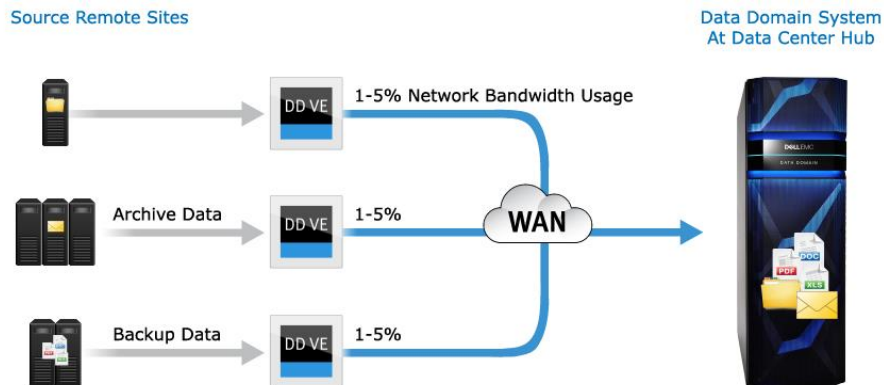 Source Remote Sites
Data Domain System
At Data Center Hub
DD VE
1-5% Network Bandwidth Usage
DELLEMC
DATA DOMAIN
Archive Data
DD VE
1-5%
WAN
DOC
PDF
XLS
Backup Data
DD VE
1-5%